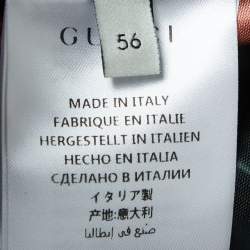 GUCCI
56
MADE IN ITALY
FABRIQUE EN ITALIE
HERGESTELLT IN ITALIEN
HECHO EN ITALIA
СДЕЛАНО В ИТАЛИИ
イタリア製
产地:意大利
صنع في إيطاليا